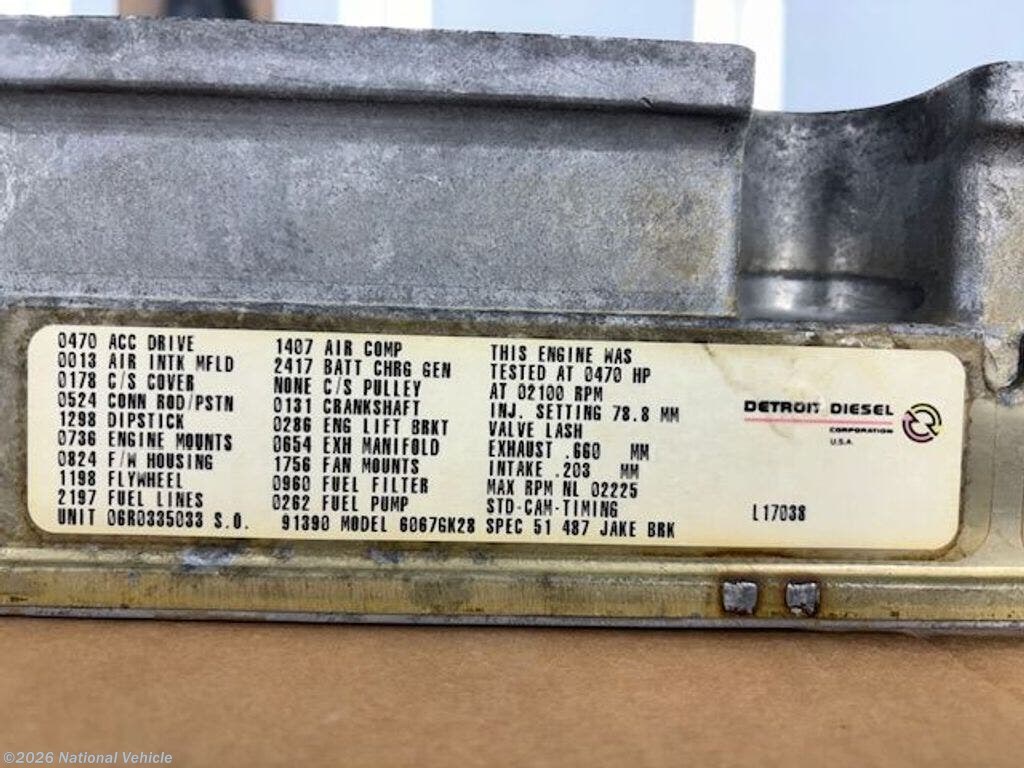 0470 ACC DRIVE
0013 AIR INTK MFLD
0178 C/S COVER
0524 CONN ROD/PSTN
1298 DIPSTICK
0736 ENGINE MOUNTS
0824 F/W HOUSING
1198 FLYWHEEL
2197 FUEL LINES
1407 AIR COMP
2417 BATT CHRG GEN
NONE C/S PULLEY
0131 CRANKSHAFT
0286 ENG LIFT BRKT
0654 EXH MANIFOLD
1756 FAN MOUNTS
0960 FUEL FILTER
0262 FUEL PUMP
THIS ENGINE WAS
TESTED AT 0470 HP
AT 02100 RPM
INJ. SETTING 78.8 MM
VALVE LASH
EXHAUST .660 MM
INTAKE .203 MM
MAX RPM NL 02225
STD-CAM-TIMING
UNIT 06R0335033 S.O. 91390 MODEL 6067GK28 SPEC 51 487 JAKE BRK
DETROIT DIESEL
CORPORATION
U.S.A.
L17038
©2026 National Vehicle